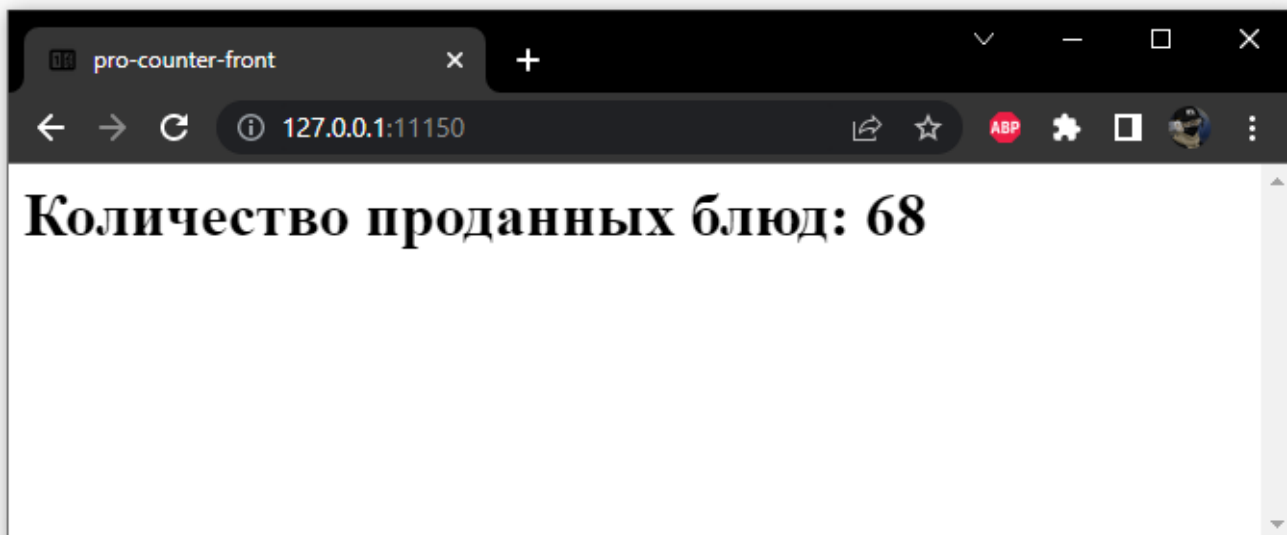 pro-counter-front
127.0.0.1:11150
ABP
Количество проданных блюд: 68